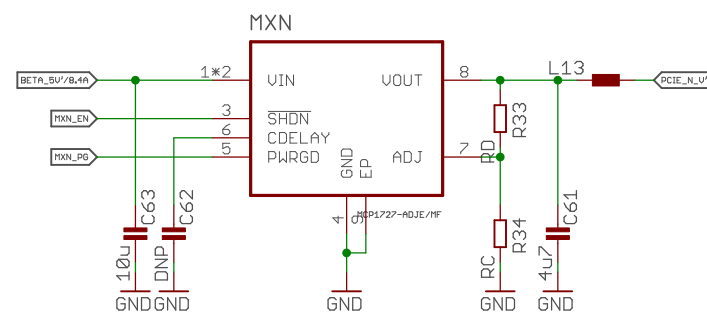 MXN
BETA_5V'/8.4A
1*2
VIN
VOUT
8
L13
PCIE_N_V'
MXN_EN
3
SHDN
R33
6
CDELAY
MXN_PG
5
PWRGD
GND
EP
ADJ
7
RD
4
9
MCP1727-ADJE/MF
C63
C62
R34
C61
10u
DNP
RC
4u7
GND
GND
GND
GND
GND